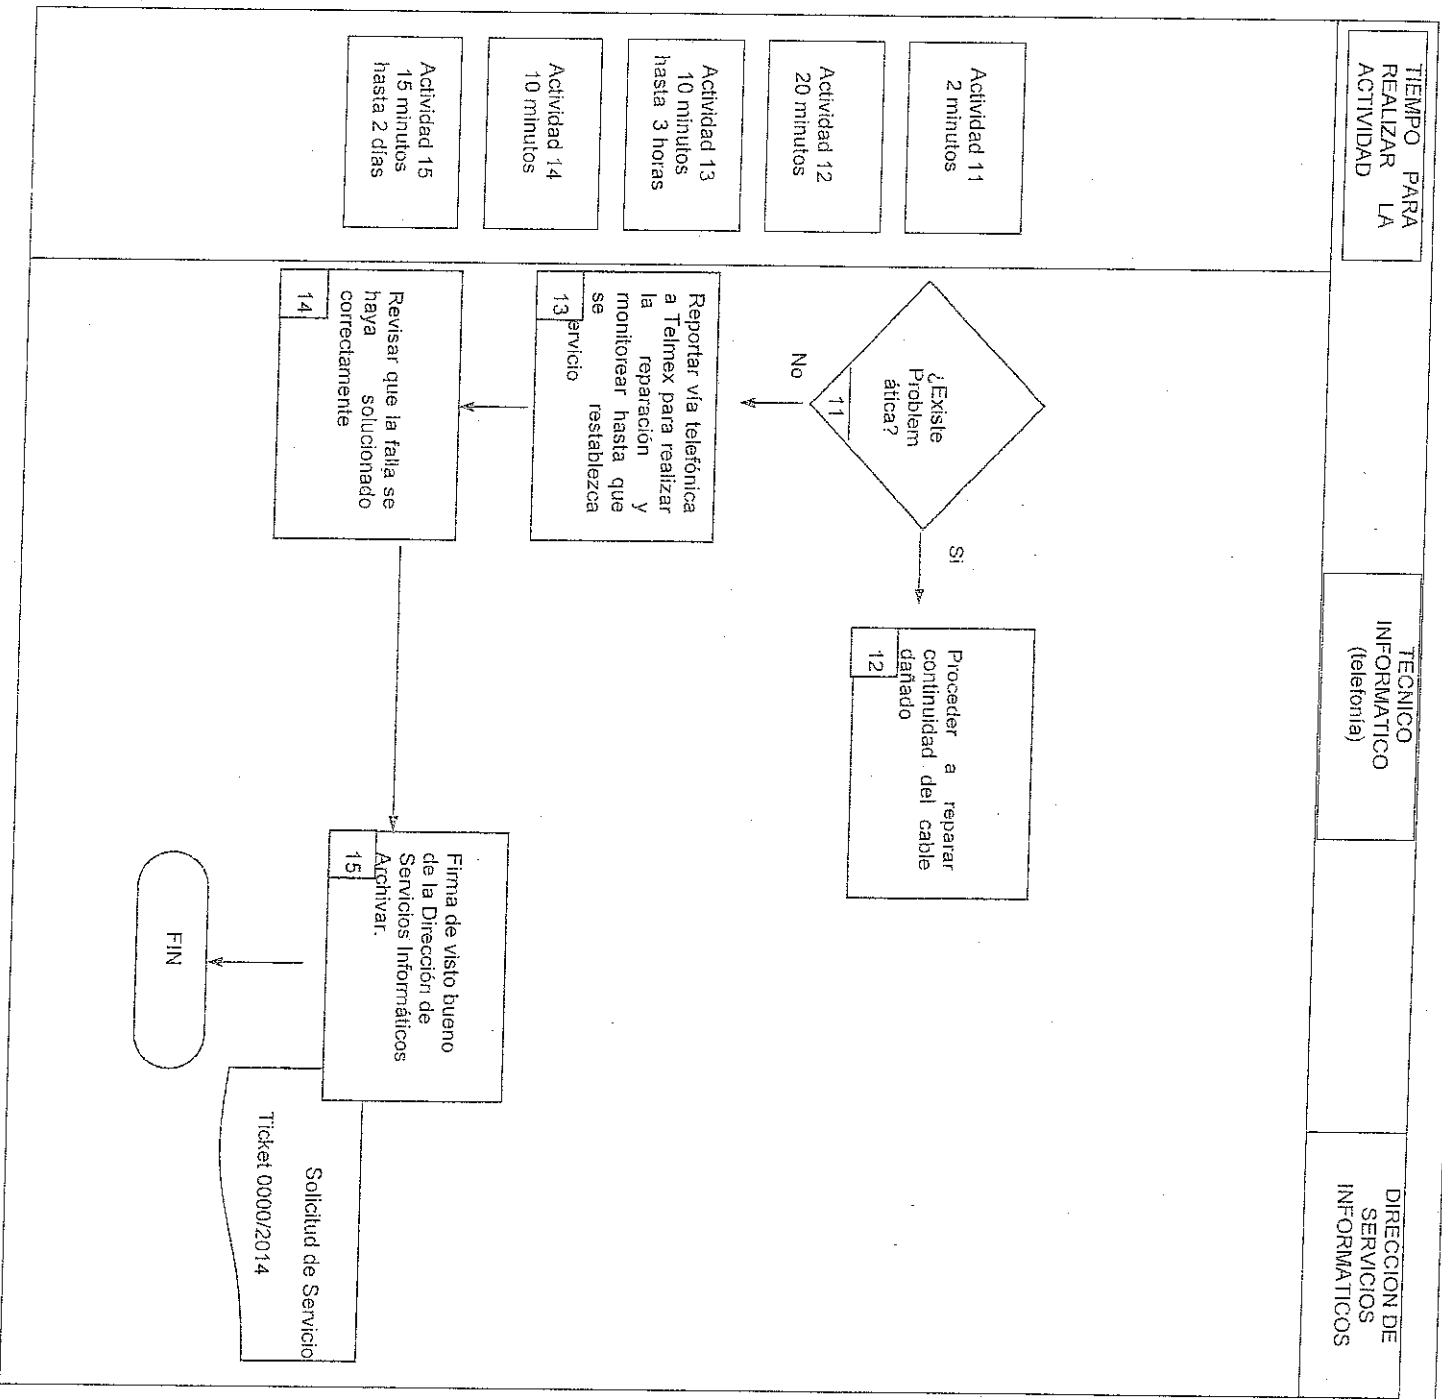 TIEMPO PARA
REALIZAR LA
ACTIVIDAD
TECNICO
INFORMATICO
(telefonía)
DIRECCION DE
SERVICIOS
INFORMATICOS
Actividad 11
2 minutos
Actividad 12
20 minutos
Actividad 13
10 minutos
hasta 3 horas
Actividad 14
10 minutos
Actividad 15
15 minutos
hasta 2 días
¿Existe
Problem
ática?
11
Si
No
Proceder a reparar
continuidad del cable
dañado
12
Reportar vía telefónica
a Telmex para realizar
la reparación y
monitorear hasta que
se restablezca
ervicio
13
Revisar que la falla se
haya solucionado
correctamente
14
Firma de visto bueno
de la Dirección de
Servicios Informáticos
Archivar.
15
Solicitud de Servicio
Ticket 0000/2014
FIN